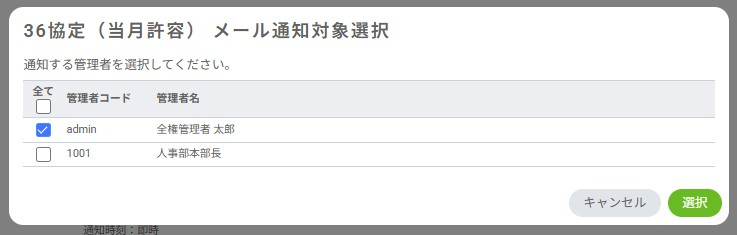 36協定（当月許容） メール通知対象選択
通知する管理者を選択してください。
全て 管理者コード 管理者名
admin 全権管理者 太郎
1001 人事部本部長
キャンセル 選択
通知時刻：即時